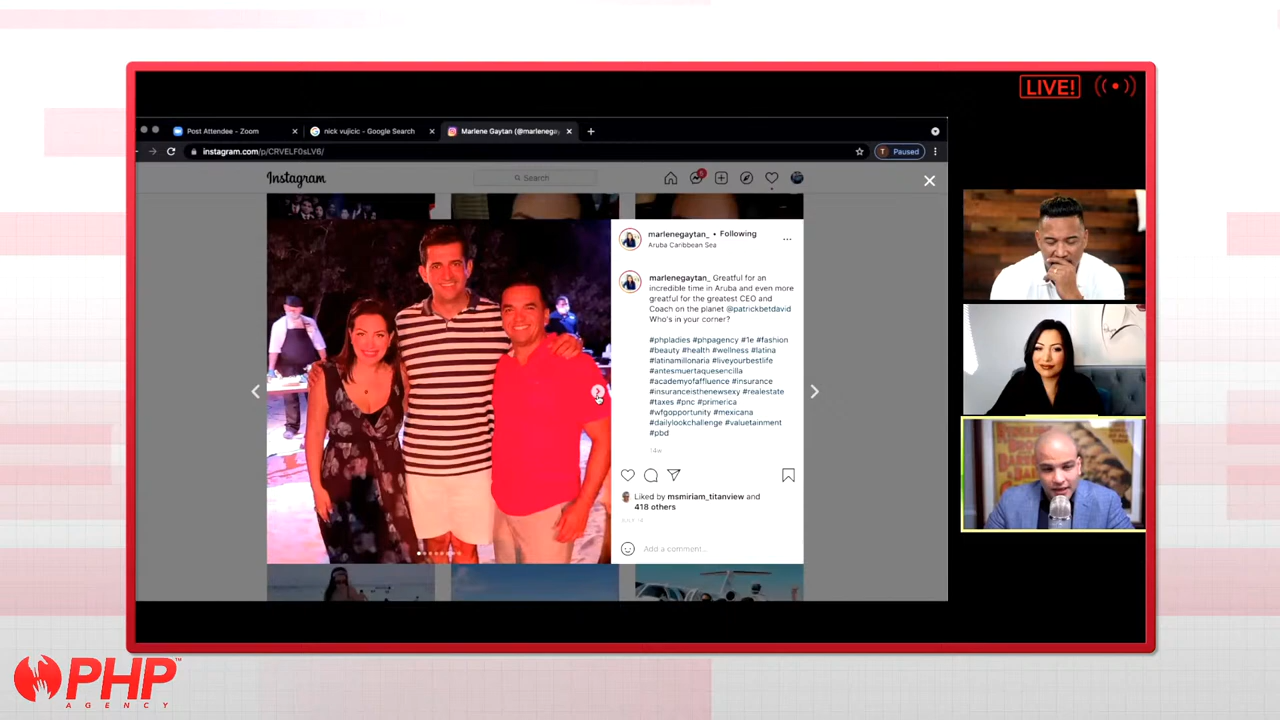 LIVE!
Post Attendee - Zoom
nick vujicic - Google Search
Marlene Gaytan (@marlenega
instagram.com/p/CRVELF0sLV6/
T Paused
Instagram
Search
marlenegaytan_ • Following
Aruba Caribbean Sea
marlenegaytan_ Greatful for an
incredible time in Aruba and even more
greatful for the greatest CEO and
Coach on the planet @patrickbetdavid
Who's in your corner?
#phpladies #phpagency #1e #fashion
#beauty #health #wellness #latina
#latinamillonaria #liveyourbestlife
#antesmuertaquesencilla
#academyofaffluence #insurance
#insuranceisthenewsexy #realestate
#taxes #pnc #primerica
#wfgopportunity #mexicana
#dailylookchallenge #valuetainment
#pbd
14w
Liked by msmiriam_titanview and
418 others
Add a comment...
PHP™
AGENCY